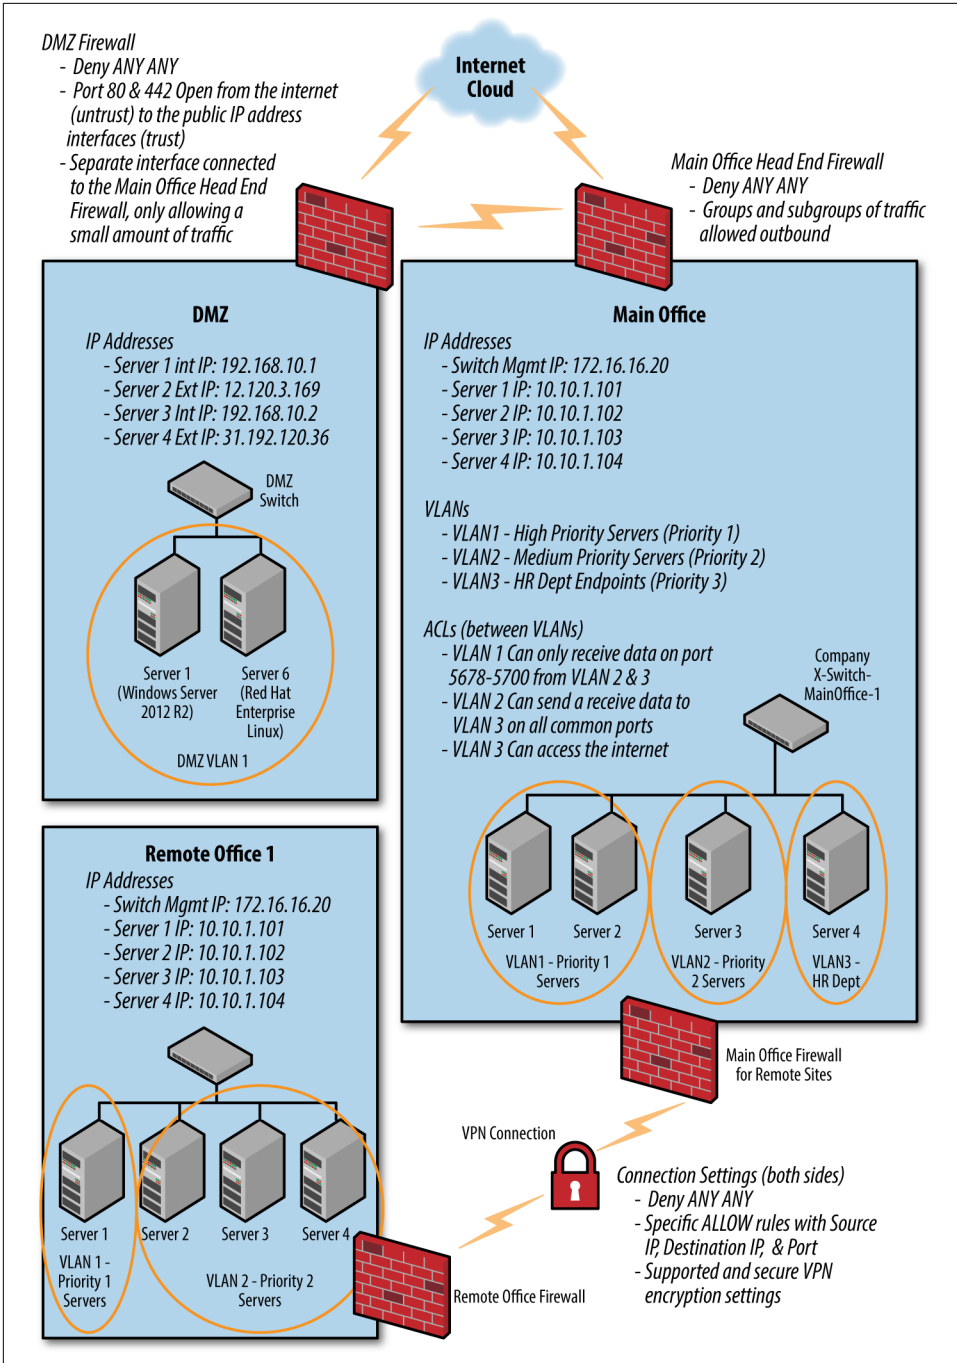 DMZ Firewall
- Deny ANY ANY
- Port 80 & 442 Open from the internet
(untrust) to the public IP address
interfaces (trust)
- Separate interface connected
to the Main Office Head End
Firewall, only allowing a
small amount of traffic
Internet
Cloud
Main Office Head End Firewall
- Deny ANY ANY
- Groups and subgroups of traffic
allowed outbound
DMZ
IP Addresses
- Server 1 int IP: 192.168.10.1
- Server 2 Ext IP: 12.120.3.169
- Server 3 Int IP: 192.168.10.2
- Server 4 Ext IP: 31.192.120.36
DMZ
Switch
Server 1
(Windows Server
2012 R2)
Server 6
(Red Hat
Enterprise
Linux)
DMZ VLAN 1
Main Office
IP Addresses
- Switch Mgmt IP: 172.16.16.20
- Server 1 IP: 10.10.1.101
- Server 2 IP: 10.10.1.102
- Server 3 IP: 10.10.1.103
- Server 4 IP: 10.10.1.104
VLANs
- VLAN1 - High Priority Servers (Priority 1)
- VLAN2 - Medium Priority Servers (Priority 2)
- VLAN3 - HR Dept Endpoints (Priority 3)
ACLs (between VLANs)
- VLAN 1 Can only receive data on port
5678-5700 from VLAN 2 & 3
- VLAN 2 Can send a receive data to
VLAN 3 on all common ports
- VLAN 3 Can access the internet
Company
X-Switch-
MainOffice-1
Server 1
Server 2
Server 3
Server 4
VLAN1 - Priority 1
Servers
VLAN2 - Priority
2 Servers
VLAN3 -
HR Dept
Remote Office 1
IP Addresses
- Switch Mgmt IP: 172.16.16.20
- Server 1 IP: 10.10.1.101
- Server 2 IP: 10.10.1.102
- Server 3 IP: 10.10.1.103
- Server 4 IP: 10.10.1.104
Server 1
Server 2
Server 3
Server 4
VLAN 1 -
Priority 1
Servers
VLAN 2 - Priority 2
Servers
Main Office Firewall
for Remote Sites
VPN Connection
Connection Settings (both sides)
- Deny ANY ANY
- Specific ALLOW rules with Source
IP, Destination IP, & Port
- Supported and secure VPN
encryption settings
Remote Office Firewall